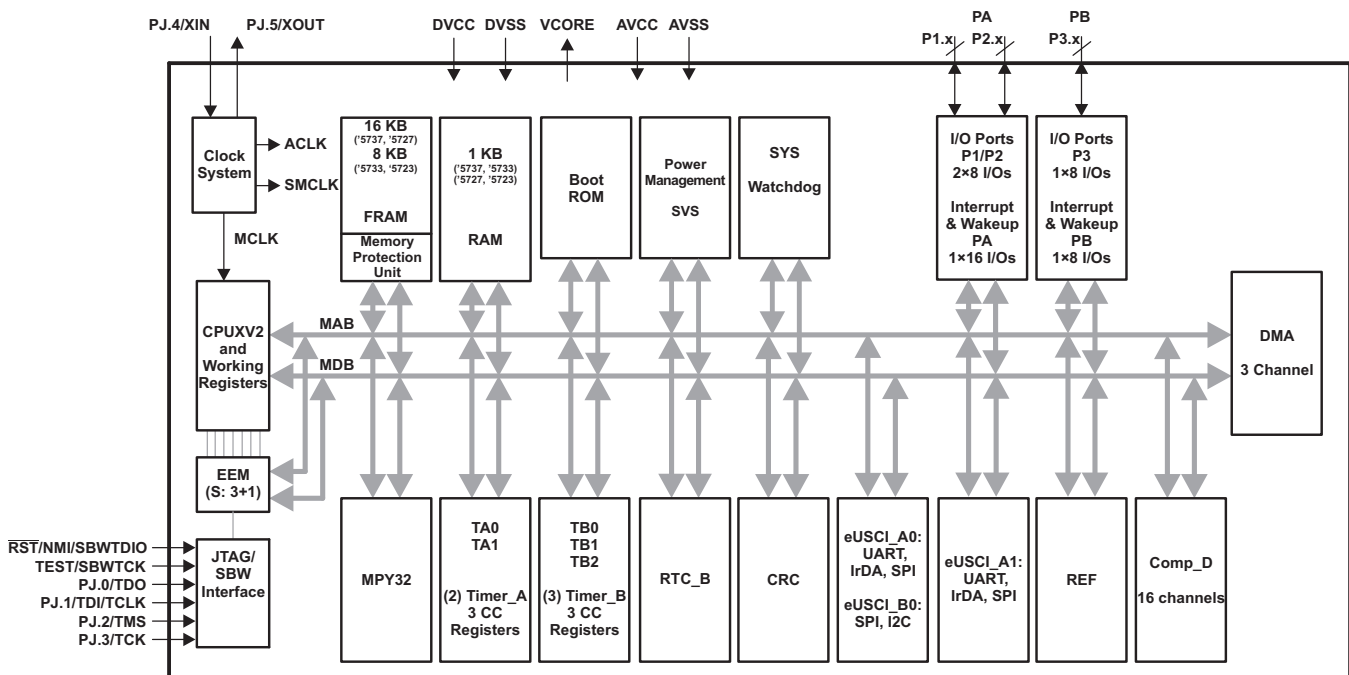 PJ.4/XIN
PJ.5/XOUT
DVCC
DVSS
VCORE
AVCC
AVSS
PA
P1.x
P2.x
PB
P3.x
Clock
System
ACLK
SMCLK
MCLK
16 KB
('5737, '5727)
8 KB
('5733, '5723)
FRAM
Memory
Protection
Unit
1 KB
('5737, '5733)
('5727, '5723)
RAM
Boot
ROM
Power
Management
SVS
SYS
Watchdog
I/O Ports
P1/P2
2×8 I/Os
Interrupt
& Wakeup
PA
1×16 I/Os
I/O Ports
P3
1×8 I/Os
Interrupt
& Wakeup
PB
1×8 I/Os
CPUXV2
and
Working
Registers
MAB
MDB
DMA
3 Channel
EEM
(S: 3+1)
RST/NMI/SBWTDIO
TEST/SBWTCK
PJ.0/TDO
PJ.1/TDI/TCLK
PJ.2/TMS
PJ.3/TCK
JTAG/
SBW
Interface
MPY32
TA0
TA1
(2) Timer_A
3 CC
Registers
TB0
TB1
TB2
(3) Timer_B
3 CC
Registers
RTC_B
CRC
eUSCI_A0:
UART,
IrDA, SPI
eUSCI_B0:
SPI, I2C
eUSCI_A1:
UART,
IrDA, SPI
REF
Comp_D
16 channels